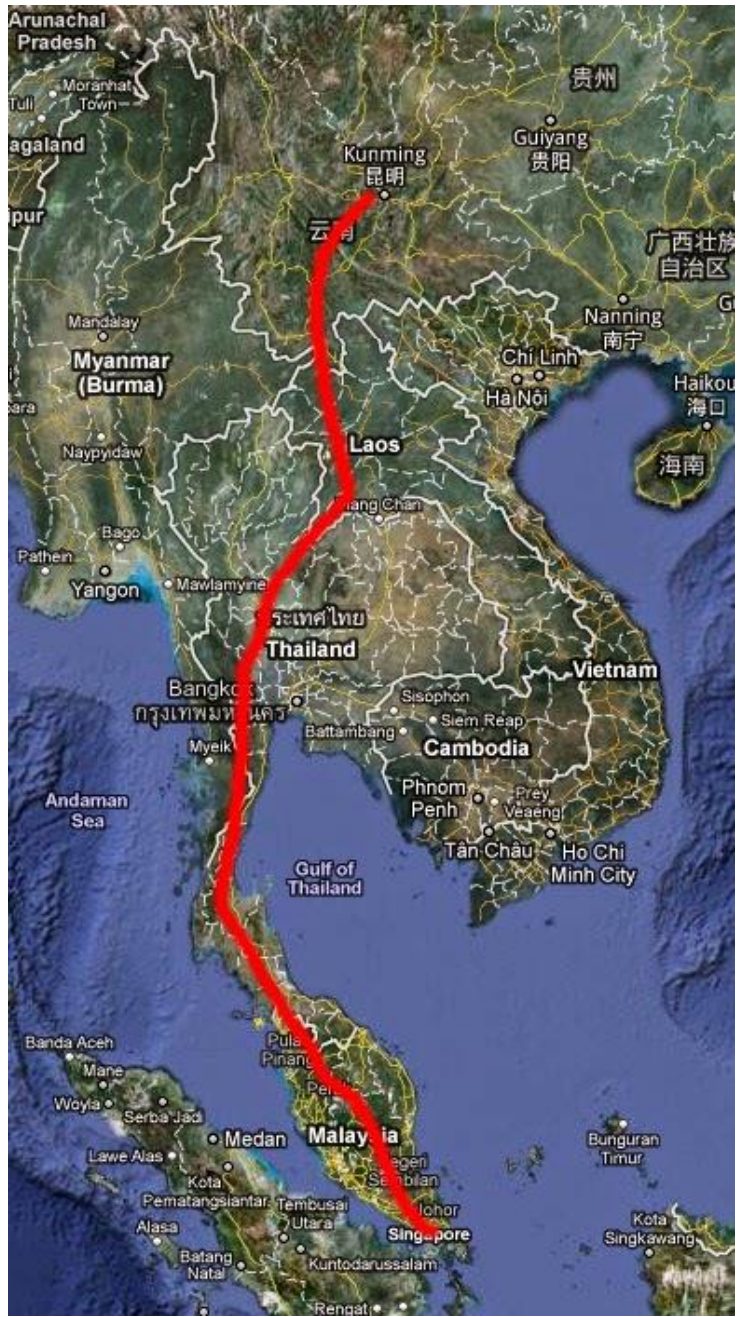 Arunachal
Pradesh
Moranhat
Town
Tuli
agaland
ipur
贵州
Guiyang
贵阳
Kunming
昆明
云南
广西壮族
自治区
Nanning
南宁
Mandalay
Myanmar
(Burma)
Chí Linh
Hà Nội
Haikou
海口
海南
Naypyidaw
Laos
Bago
Pathein
Yangon
Mawlamyine
Thailand
Vietnam
Bangkok
Sisophon
Siem Reap
Battambang
Cambodia
Myeik
Phnom
Penh
Prey
Veaeng
Tân Châu
Ho Chi
Minh City
Andaman
Sea
Gulf of
Thailand
Banda Aceh
Mane
Woyla
Serba Jadi
Medan
Malaysia
Lawe Alas
Kota
Pematangsiantar
Tembusai
Utara
Alasa
Batang
Natal
Kuntodarussalam
Rengat
Johor
Singapore
Bunguran
Timur
Kota
Singkawang